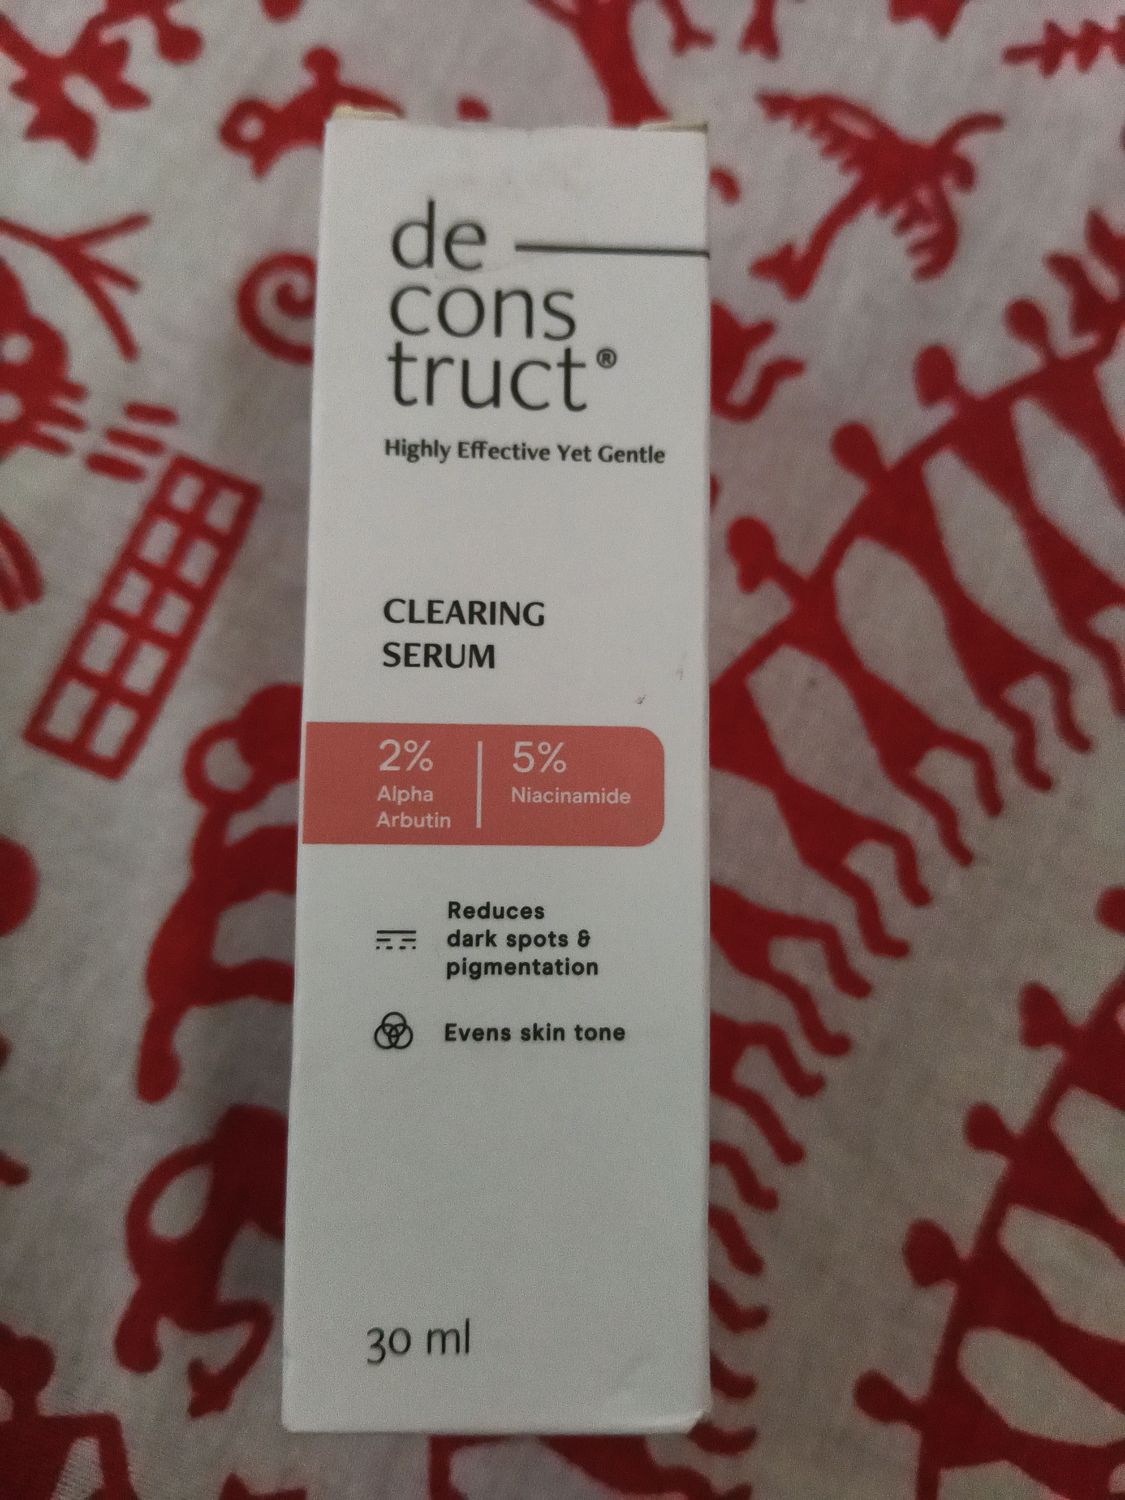 de
cons
truct®
Highly Effective Yet Gentle
CLEARING
SERUM
2% 5%
Alpha Niacinamide
Arbutin
Reduces
dark spots &
pigmentation
Evens skin tone
30 ml